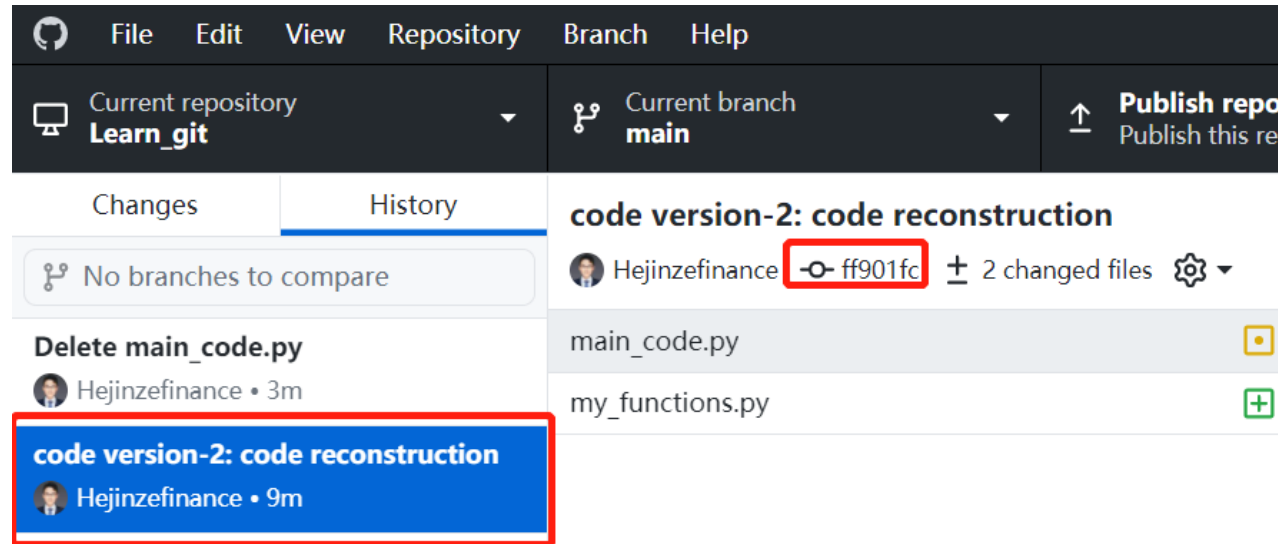 File Edit View Repository Branch Help
Current repository
Learn_git
Current branch
main
Publish repo
Publish this re
Changes History
No branches to compare
Delete main_code.py
Hejinzefinance • 3m
code version-2: code reconstruction
Hejinzefinance • 9m
code version-2: code reconstruction
Hejinzefinance ff901fc 2 changed files
main_code.py
my_functions.py